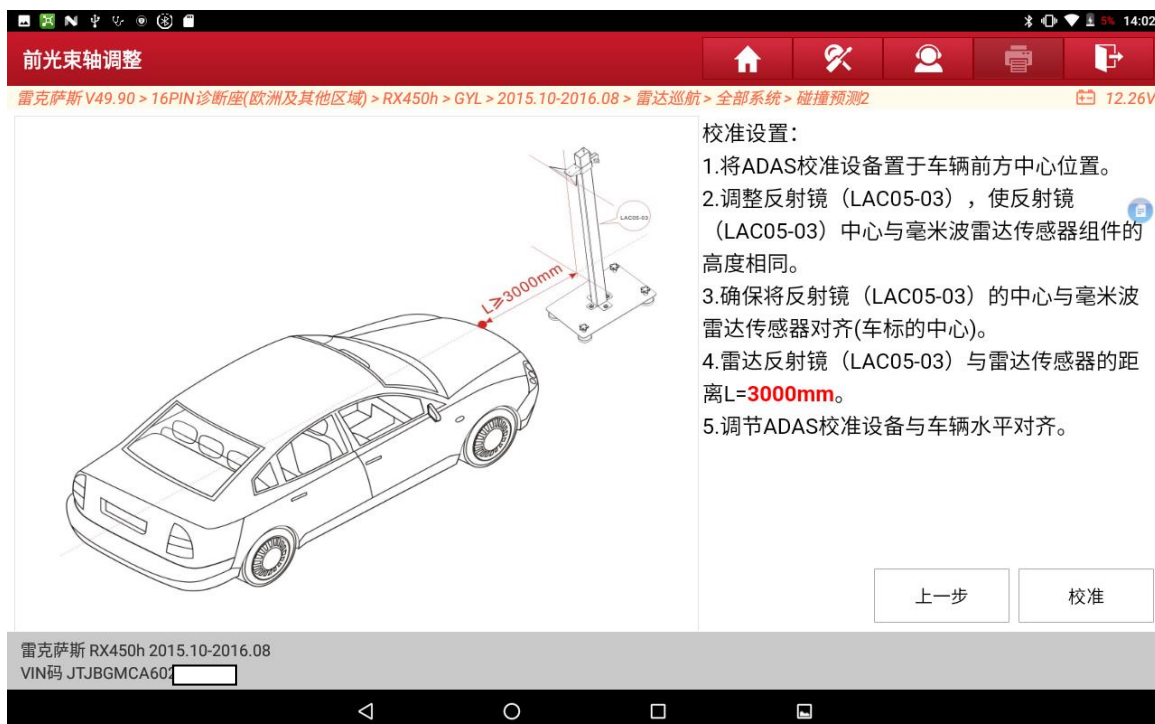 5% 14:02
前光束轴调整
雷克萨斯 V49.90 > 16PIN诊断座(欧洲及其他区域) > RX450h > GYL > 2015.10-2016.08 > 雷达巡航 > 全部系统 > 碰撞预测2
12.26V
LAC05-03
L≥3000mm
校准设置：
1.将ADAS校准设备置于车辆前方中心位置。
2.调整反射镜（LAC05-03），使反射镜
（LAC05-03）中心与毫米波雷达传感器组件的
高度相同。
3.确保将反射镜（LAC05-03）的中心与毫米波
雷达传感器对齐(车标的中心)。
4.雷达反射镜（LAC05-03）与雷达传感器的距
离L=3000mm。
5.调节ADAS校准设备与车辆水平对齐。
上一步
校准
雷克萨斯 RX450h 2015.10-2016.08
VIN码 JTJBGMCA602